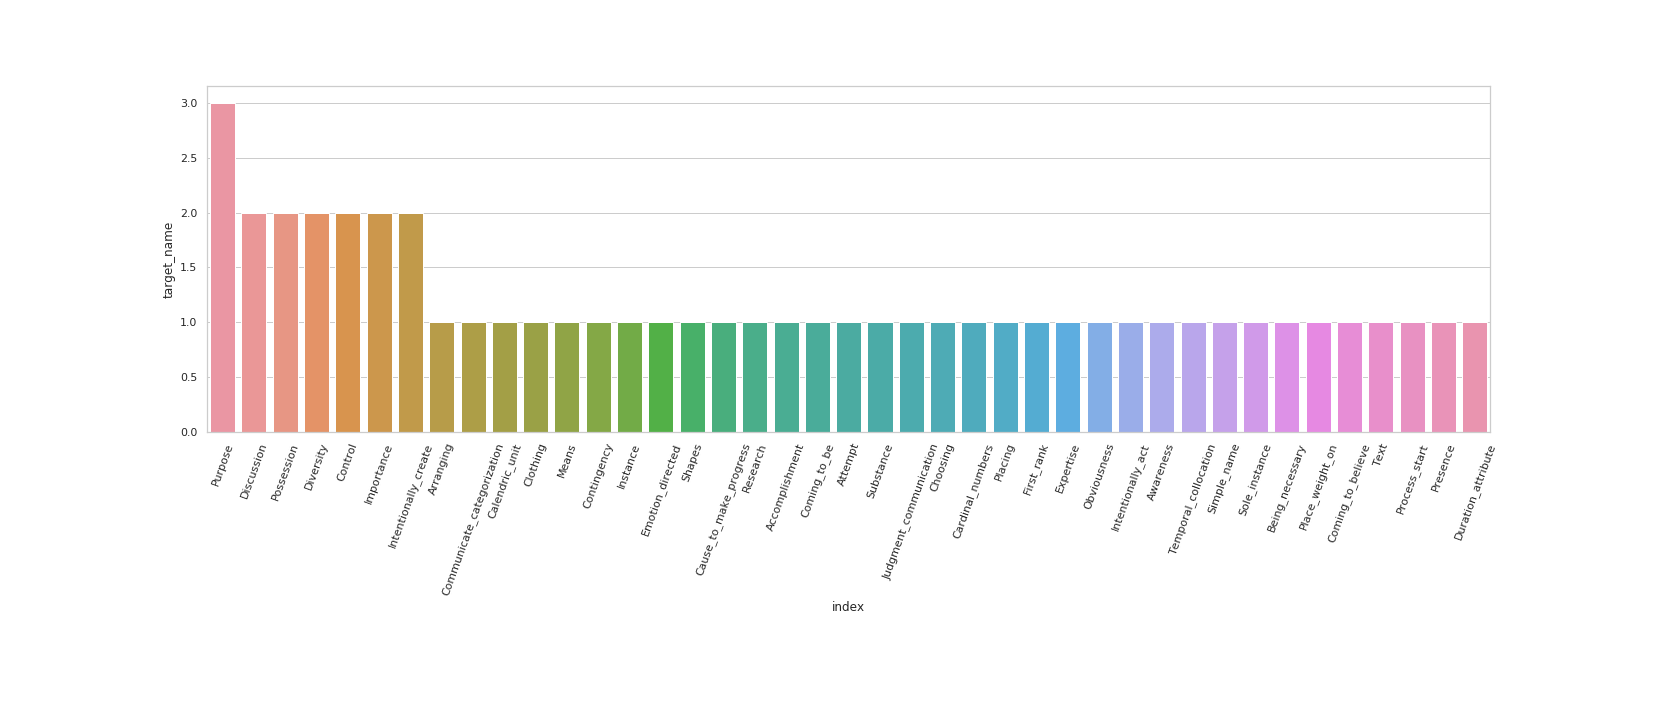 3.0
2.5
2.0
1.5
1.0
0.5
0.0
target_name
Purpose
Discussion
Possession
Diversity
Control
Importance
Intentionally_create
Arranging
Communicate_categorization
Calendric_unit
Clothing
Means
Contingency
Instance
Emotion_directed
Shapes
Cause_to_make_progress
Research
Accomplishment
Coming_to_be
Attempt
Substance
Judgment_communication
Choosing
Cardinal_numbers
Placing
First_rank
Expertise
Obviousness
Intentionally_act
Awareness
Temporal_collocation
Simple_name
Sole_instance
Being_necessary
Place_weight_on
Coming_to_believe
Text
Process_start
Presence
Duration_attribute
index